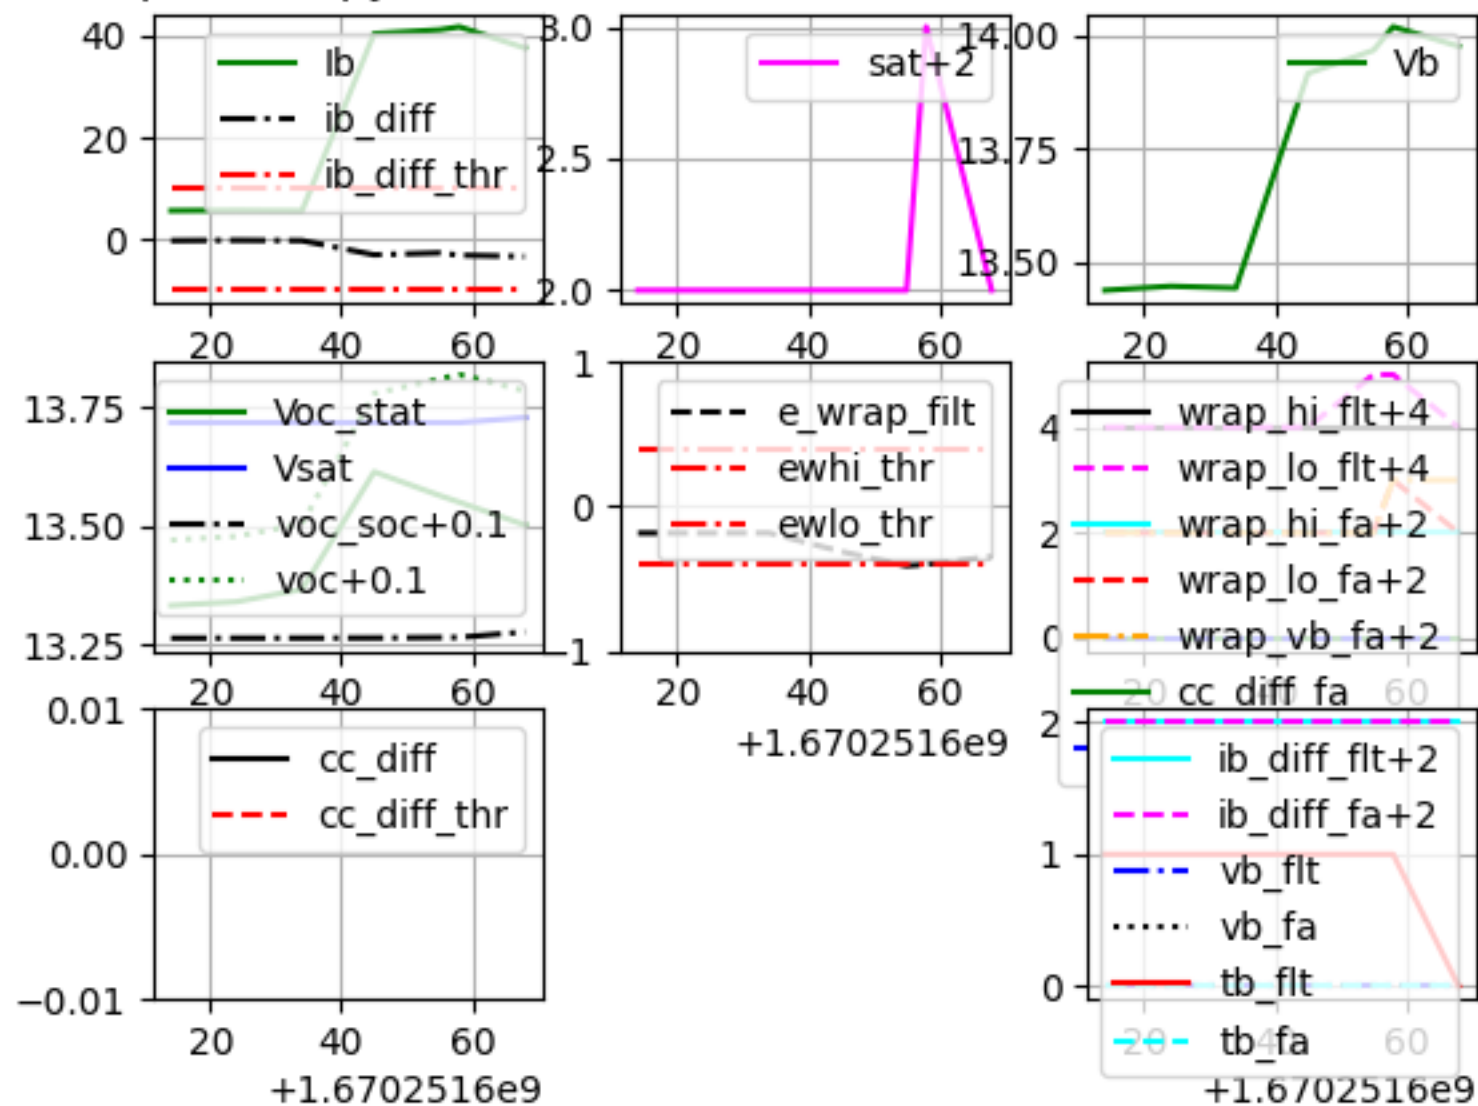 40
20
0
Ib
ib_diff
ib_diff_thr
20 40 60
3.0
2.5
2.0
sat+2
20 40 60
14.00
13.75
13.50
Vb
20 40 60
13.75
13.50
13.25
Voc_stat
Vsat
voc_soc+0.1
voc+0.1
20 40 60
1
0
−1
e_wrap_filt
ewhi_thr
ewlo_thr
20 40 60
+1.6702516e9
4
2
0
wrap_hi_flt+4
wrap_lo_flt+4
wrap_hi_fa+2
wrap_lo_fa+2
wrap_vb_fa+2
cc_diff_fa
20 40 60
0.01
0.00
−0.01
cc_diff
cc_diff_thr
20 40 60
+1.6702516e9
2
1
0
ib_diff_flt+2
ib_diff_fa+2
vb_flt
vb_fa
tb_flt
tb_fa
20 40 60
+1.6702516e9